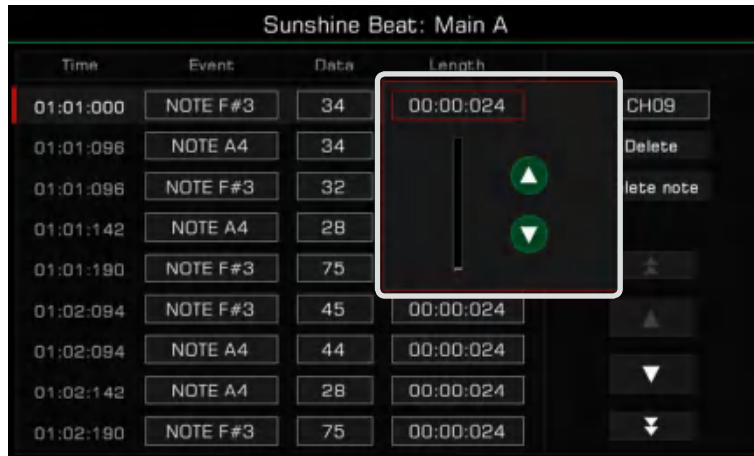 Sunshine Beat: Main A
Time Event Data Length
01:01:000 NOTE F#3 34 00:00:024 CH09
01:01:096 NOTE A4 34 Delete
01:01:096 NOTE F#3 32 lete note
01:01:142 NOTE A4 28
01:01:190 NOTE F#3 75
01:02:094 NOTE F#3 45 00:00:024
01:02:094 NOTE A4 44 00:00:024
01:02:142 NOTE A4 28 00:00:024
01:02:190 NOTE F#3 75 00:00:024